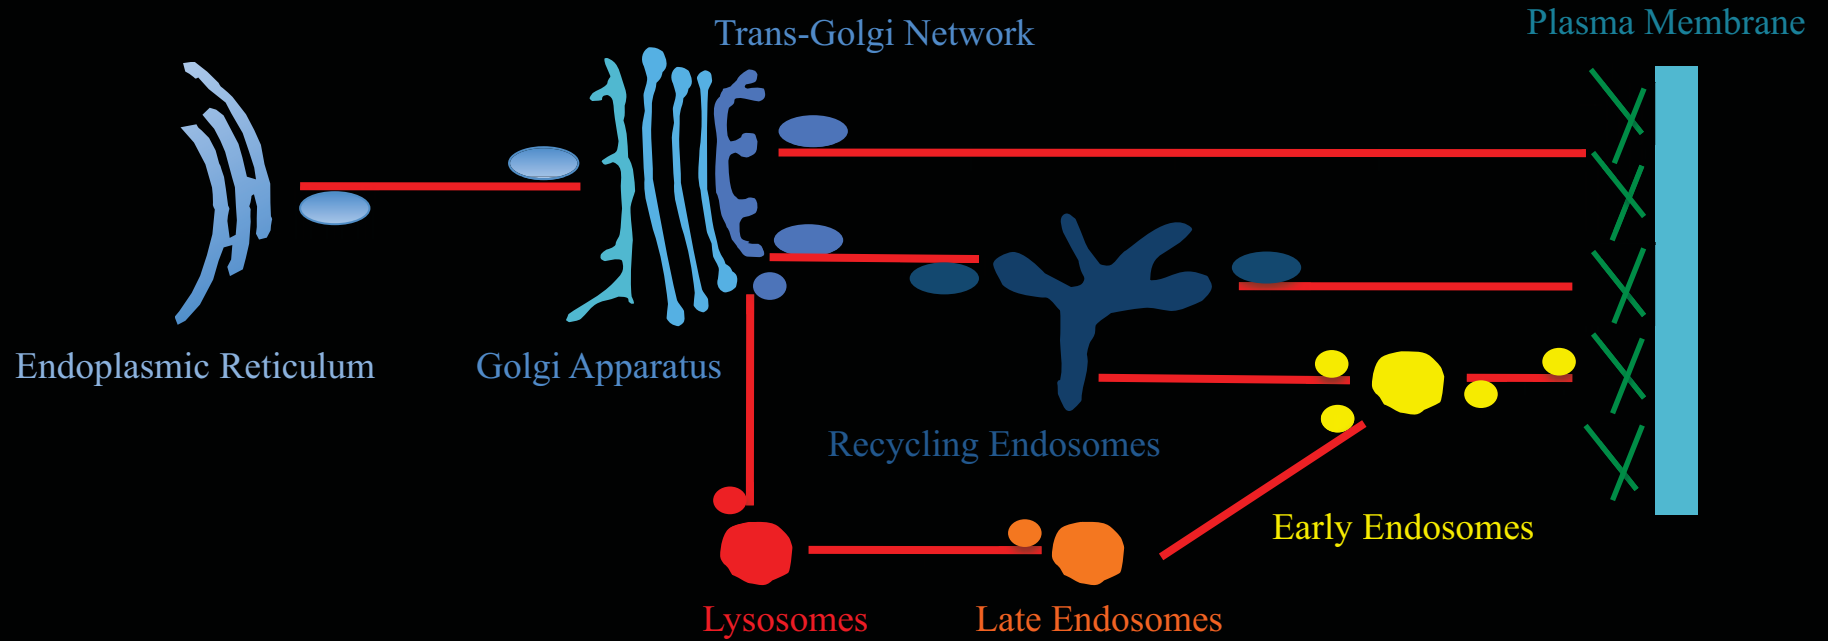 Plasma Membrane
Trans-Golgi Network
Endoplasmic Reticulum
Golgi Apparatus
Recycling Endosomes
Early Endosomes
Lysosomes
Late Endosomes